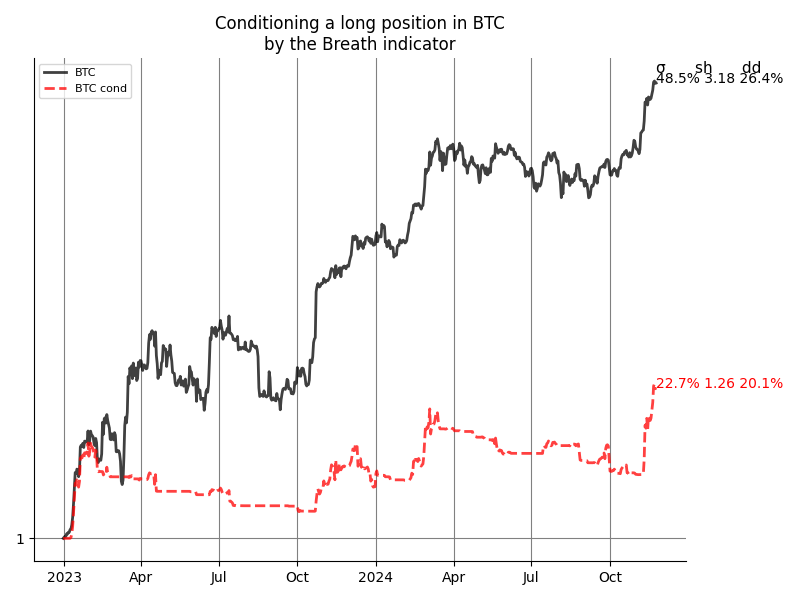 Conditioning a long position in BTC
by the Breath indicator
BTC
BTC cond
σ sh dd
48.5% 3.18 26.4%
22.7% 1.26 20.1%
1
2023 Apr Jul Oct 2024 Apr Jul Oct